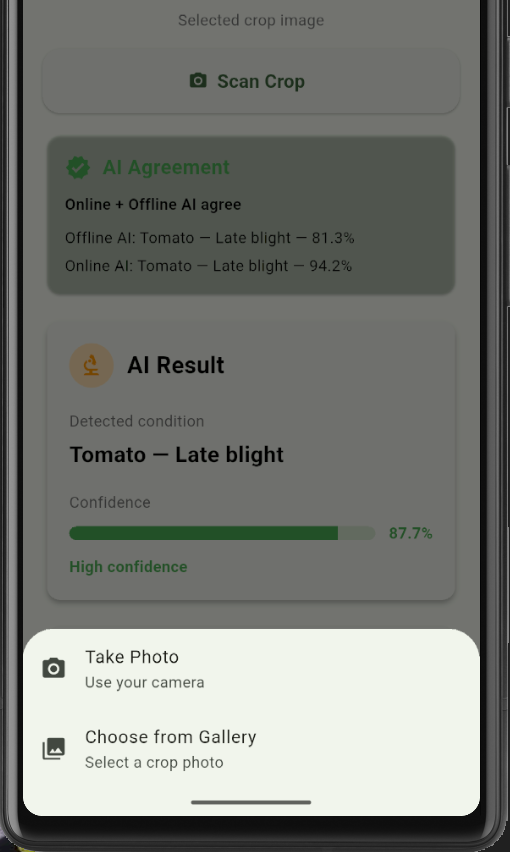 Selected crop image
Scan Crop
AI Agreement
Online + Offline AI agree
Offline AI: Tomato — Late blight — 81.3%
Online AI: Tomato — Late blight — 94.2%
AI Result
Detected condition
Tomato — Late blight
Confidence
87.7%
High confidence
Take Photo
Use your camera
Choose from Gallery
Select a crop photo